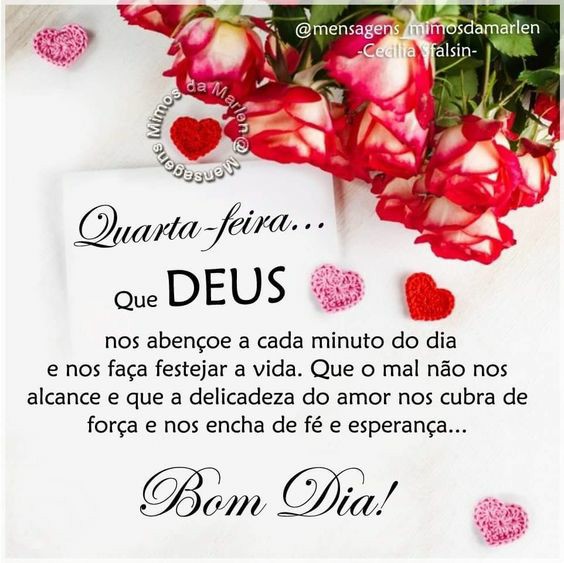 @mensagens_mimosdamarlen
-Cecília Sfalsin-
Mimos da Marlen @ Mensagens
Quarta-feira...
Que DEUS
nos abençoe a cada minuto do dia
e nos faça festejar a vida. Que o mal não nos
alcance e que a delicadeza do amor nos cubra de
força e nos encha de fé e esperança...
Bom Dia!